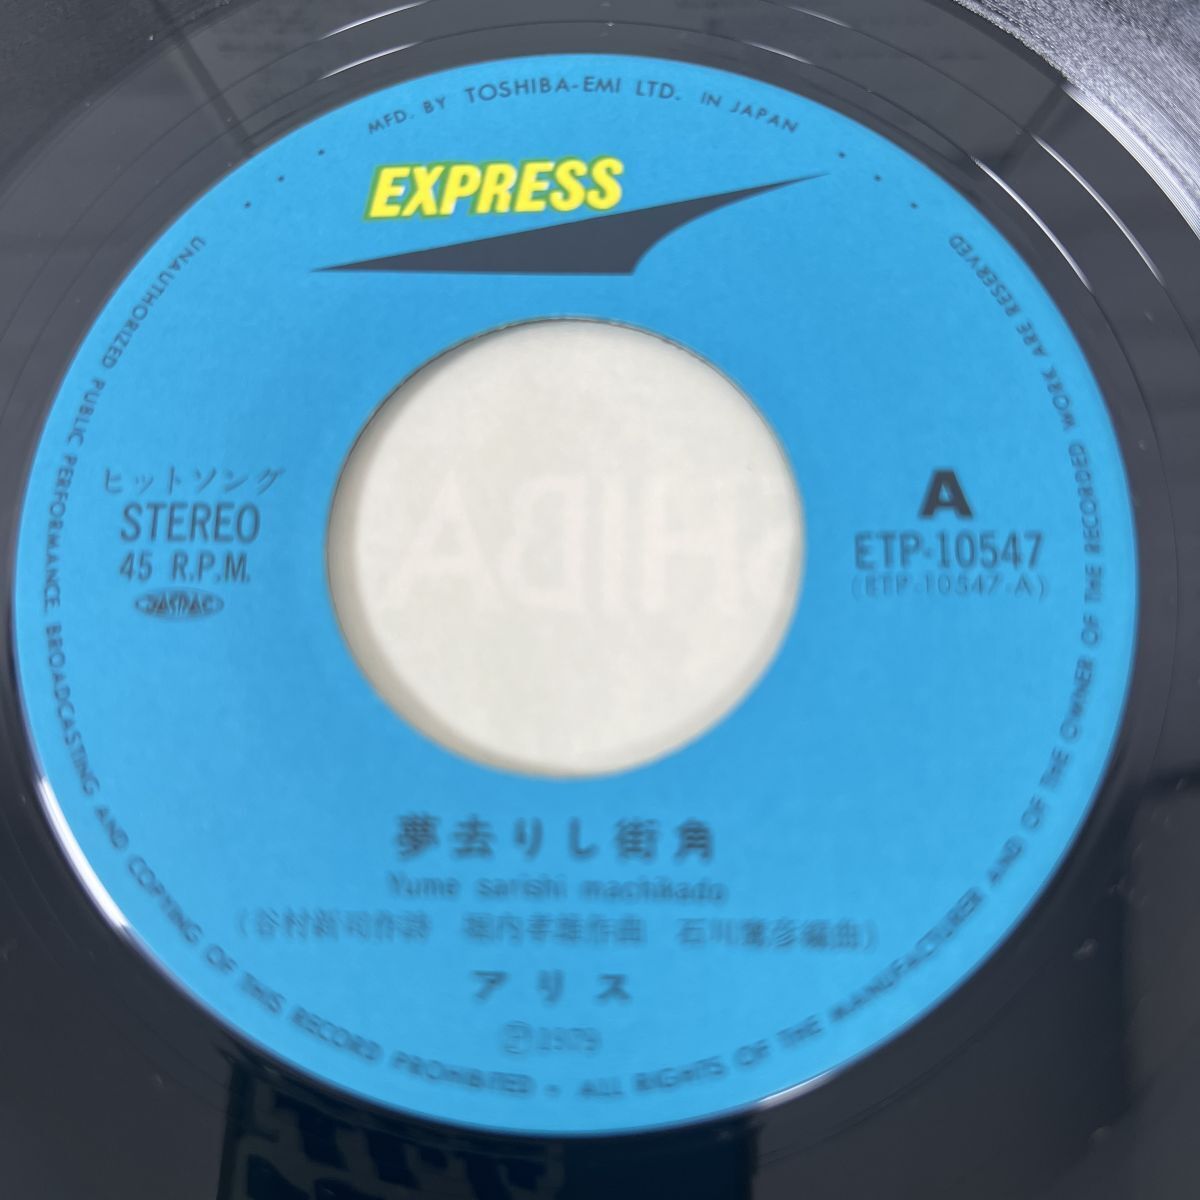 MFD. BY TOSHIBA-EMI LTD. IN JAPAN
EXPRESS
ヒットソング
STEREO
45 R.P.M.
JASRAC
A
ETP-10547
(ETP-10547-A)
夢去りし街角
Yume sarishi machikado
(谷村新司作詩 堀内孝雄作曲 石川鷹彦編曲)
アリス
Ⓟ1979
UNAUTHORIZED PUBLIC PERFORMANCE, BROADCASTING AND COPYING OF THIS RECORD PROHIBITED • ALL RIGHTS OF THE MANUFACTURER AND OF THE OWNER OF THE RECORDED WORK ARE RESERVED